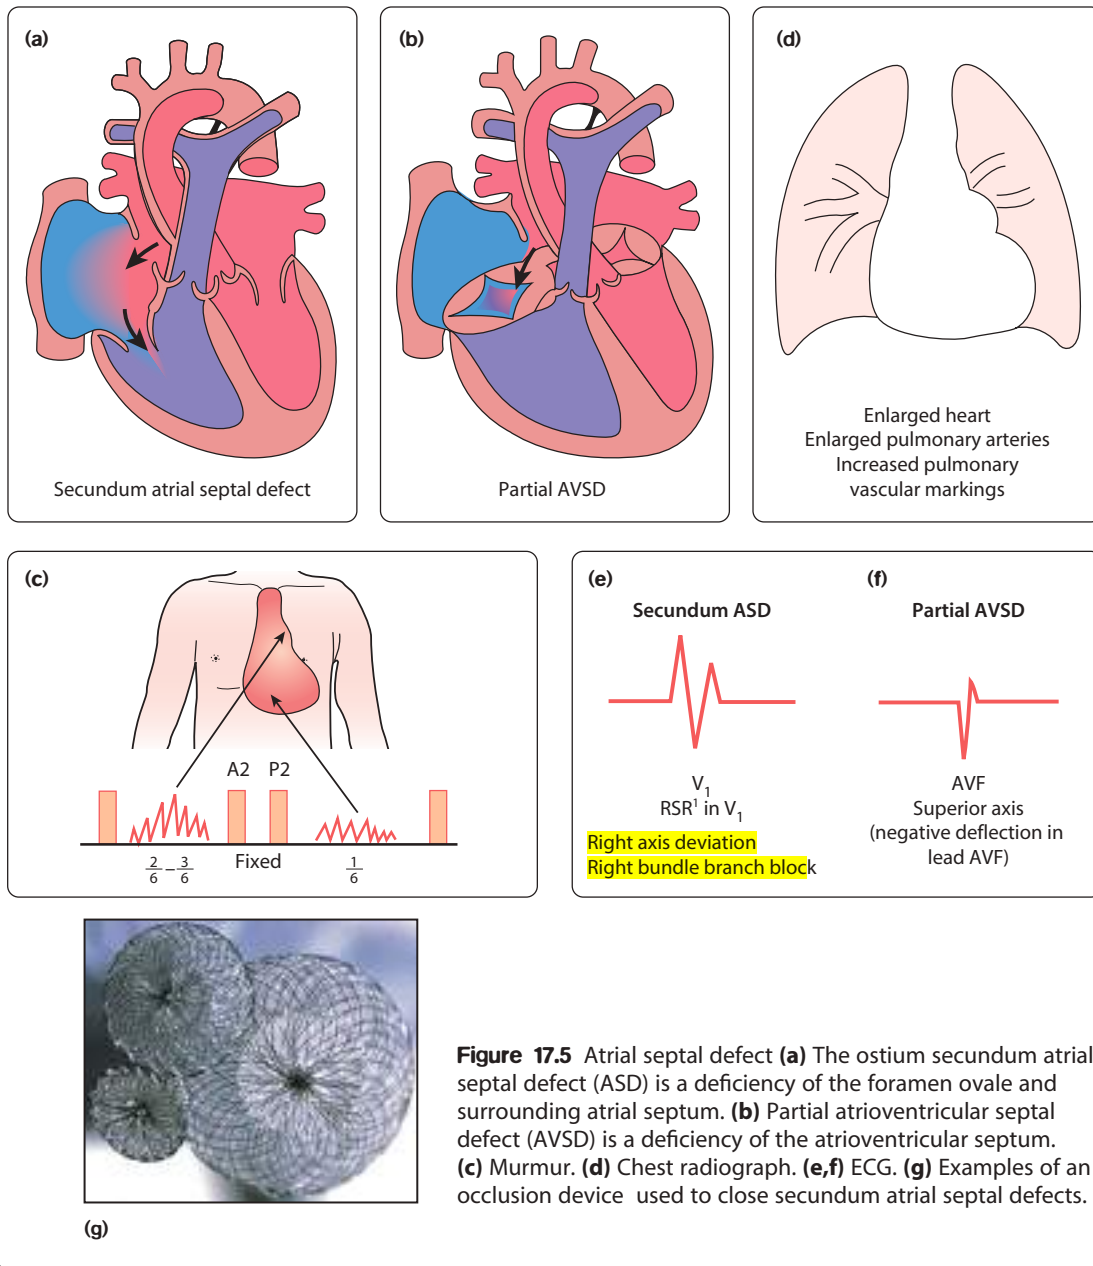 (a)
Secundum atrial septal defect
(b)
Partial AVSD
(d)
Enlarged heart
Enlarged pulmonary arteries
Increased pulmonary
vascular markings
(c)
A2 P2
2/6 – 3/6 Fixed 1/6
(e)
Secundum ASD
V₁
RSR¹ in V₁
Right axis deviation
Right bundle branch block
(f)
Partial AVSD
AVF
Superior axis
(negative deflection in
lead AVF)
(g)
Figure 17.5 Atrial septal defect (a) The ostium secundum atrial
septal defect (ASD) is a deficiency of the foramen ovale and
surrounding atrial septum. (b) Partial atrioventricular septal
defect (AVSD) is a deficiency of the atrioventricular septum.
(c) Murmur. (d) Chest radiograph. (e,f) ECG. (g) Examples of an
occlusion device used to close secundum atrial septal defects.